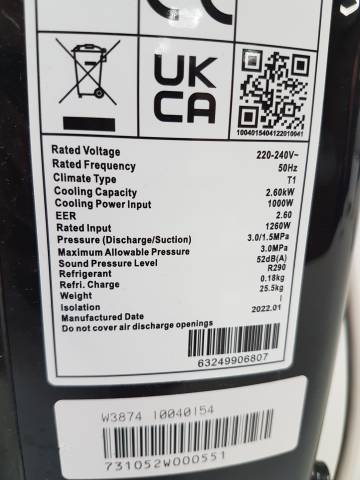 CE
UK
CA
1004015404122010041
Rated Voltage 220-240V~
Rated Frequency 50Hz
Climate Type T1
Cooling Capacity 2.60kW
Cooling Power Input 1000W
EER 2.60
Rated Input 1260W
Pressure (Discharge/Suction) 3.0/1.5MPa
Maximum Allowable Pressure 3.0MPa
Sound Pressure Level 52dB(A)
Refrigerant R290
Refri. Charge 0.18kg
Weight 25.5kg
Isolation I
Manufactured Date 2022.01
Do not cover air discharge openings
63249906807
W3874 10040154
731052W000551